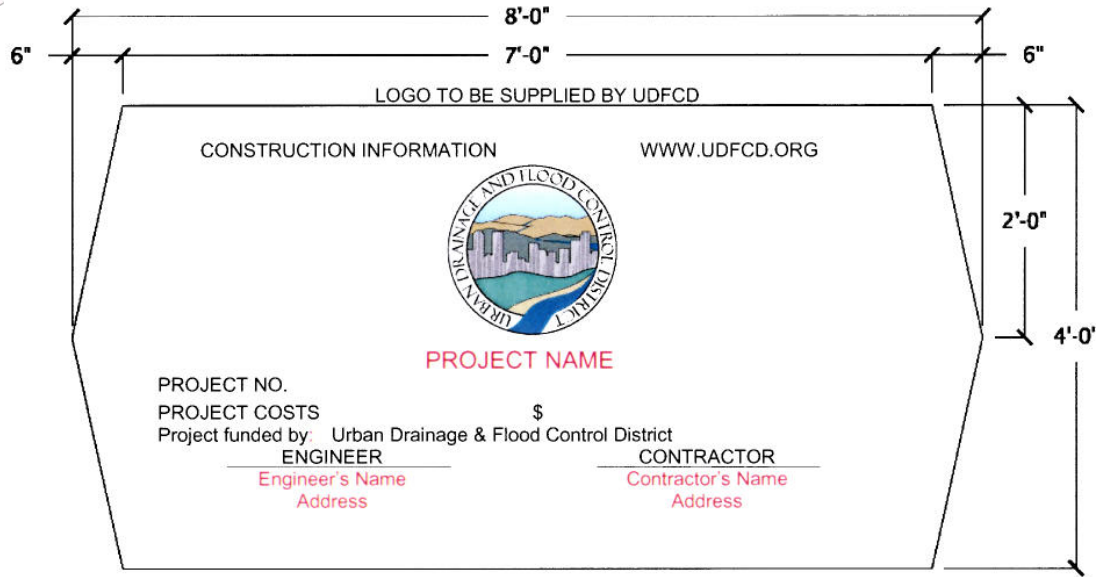 8'-0"
6" 7'-0" 6"
LOGO TO BE SUPPLIED BY UDFCD
CONSTRUCTION INFORMATION WWW.UDFCD.ORG
URBAN DRAINAGE AND FLOOD CONTROL DISTRICT
2'-0"
4'-0"
PROJECT NAME
PROJECT NO.
PROJECT COSTS $
Project funded by: Urban Drainage & Flood Control District
ENGINEER CONTRACTOR
Engineer's Name Contractor's Name
Address Address